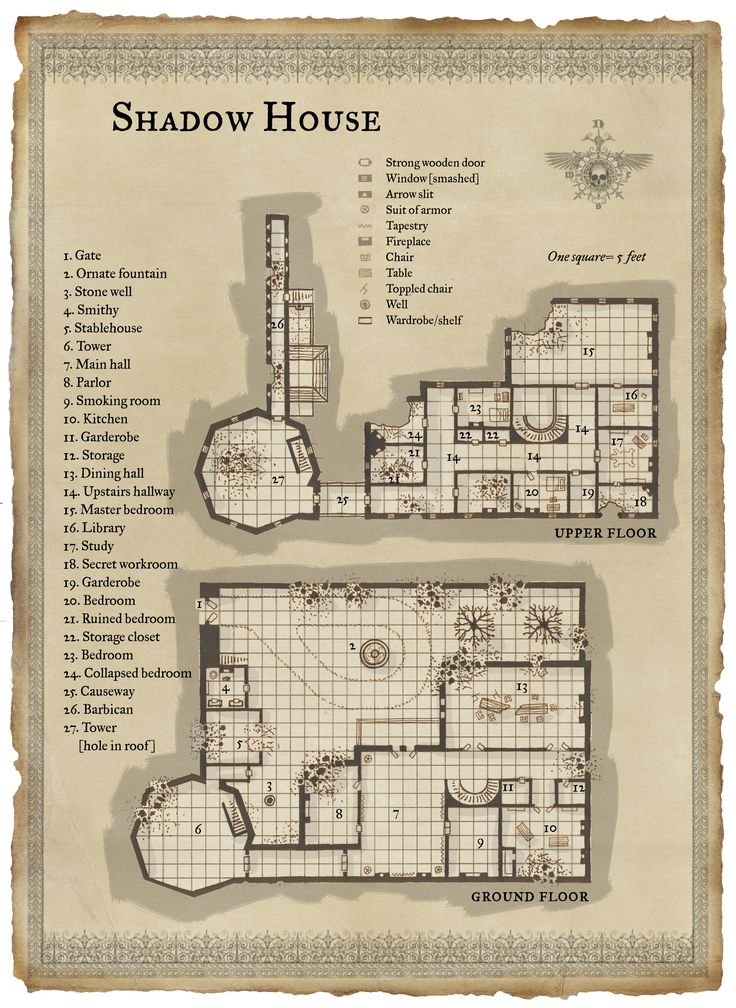 Shadow House
N
W
E
S
Strong wooden door
Window [smashed]
Arrow slit
Suit of armor
Tapestry
Fireplace
Chair
Table
Toppled chair
Well
Wardrobe/shelf
One square= 5 feet
1. Gate
2. Ornate fountain
3. Stone well
4. Smithy
5. Stablehouse
6. Tower
7. Main hall
8. Parlor
9. Smoking room
10. Kitchen
11. Garderobe
12. Storage
13. Dining hall
14. Upstairs hallway
15. Master bedroom
16. Library
17. Study
18. Secret workroom
19. Garderobe
20. Bedroom
21. Ruined bedroom
22. Storage closet
23. Bedroom
24. Collapsed bedroom
25. Causeway
26. Barbican
27. Tower
[hole in roof]
26
15
16
23
14
24
22
22
17
21
14
14
27
21
20
19
18
25
UPPER FLOOR
1
2
4
13
5
3
11
12
6
8
7
9
10
GROUND FLOOR